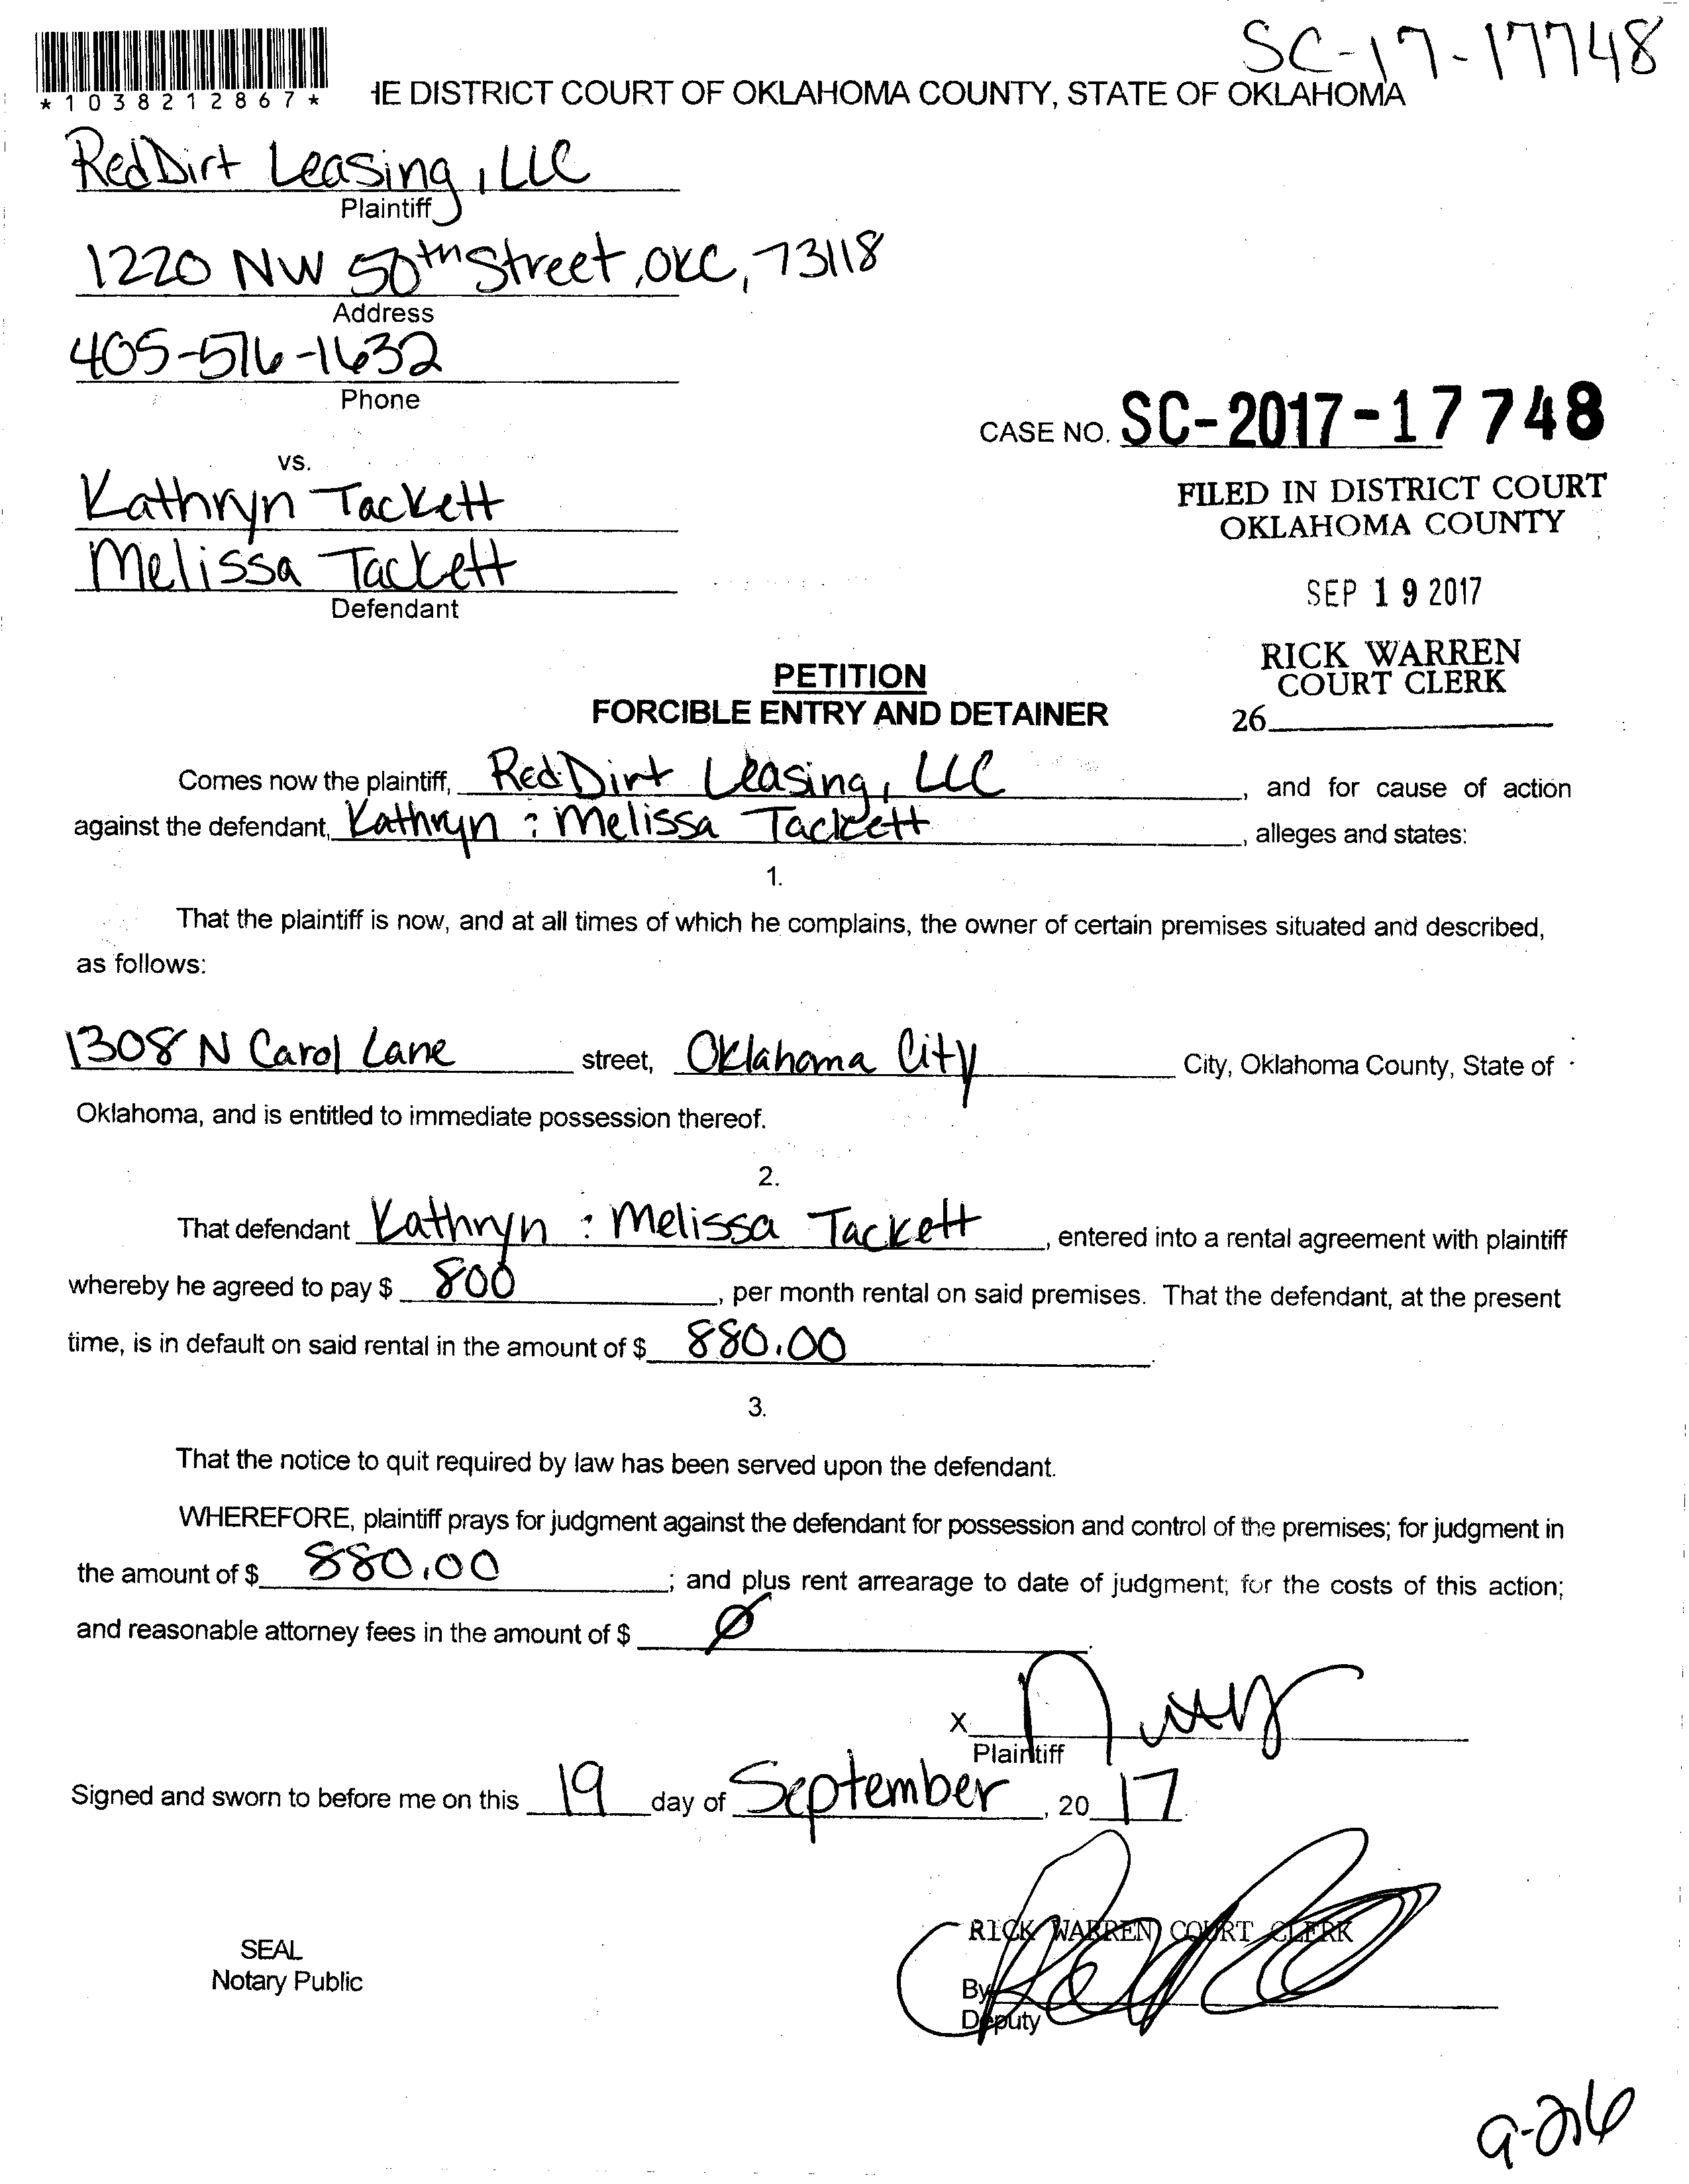 SC-17-17748
*1038212867*
HE DISTRICT COURT OF OKLAHOMA COUNTY, STATE OF OKLAHOMA
RedDirt Leasing, LLC
Plaintiff
1220 NW 50th Street, OKC, 73118
Address
405-576-1632
Phone
CASE NO. SC-2017-17748
vs.
FILED IN DISTRICT COURT
OKLAHOMA COUNTY
Kathryn Tackett
Melissa Tackett
Defendant
SEP 19 2017
RICK WARREN
COURT CLERK
26
PETITION
FORCIBLE ENTRY AND DETAINER
Comes now the plaintiff, RedDirt Leasing, LLC, and for cause of action
against the defendant, Kathryn & Melissa Tackett, alleges and states:
1.
That the plaintiff is now, and at all times of which he complains, the owner of certain premises situated and described,
as follows:
1308 N Carol Lane street, Oklahoma City City, Oklahoma County, State of
Oklahoma, and is entitled to immediate possession thereof.
2.
That defendant Kathryn & Melissa Tackett, entered into a rental agreement with plaintiff
whereby he agreed to pay $ 800, per month rental on said premises. That the defendant, at the present
time, is in default on said rental in the amount of $ 880.00.
3.
That the notice to quit required by law has been served upon the defendant.
WHEREFORE, plaintiff prays for judgment against the defendant for possession and control of the premises; for judgment in
the amount of $ 880.00; and plus rent arrearage to date of judgment; for the costs of this action;
and reasonable attorney fees in the amount of $ Ø.
X
Plaintiff
Signed and sworn to before me on this 19 day of September, 20 17.
RICK WARREN COURT CLERK
SEAL
Notary Public
By
Deputy
9-26